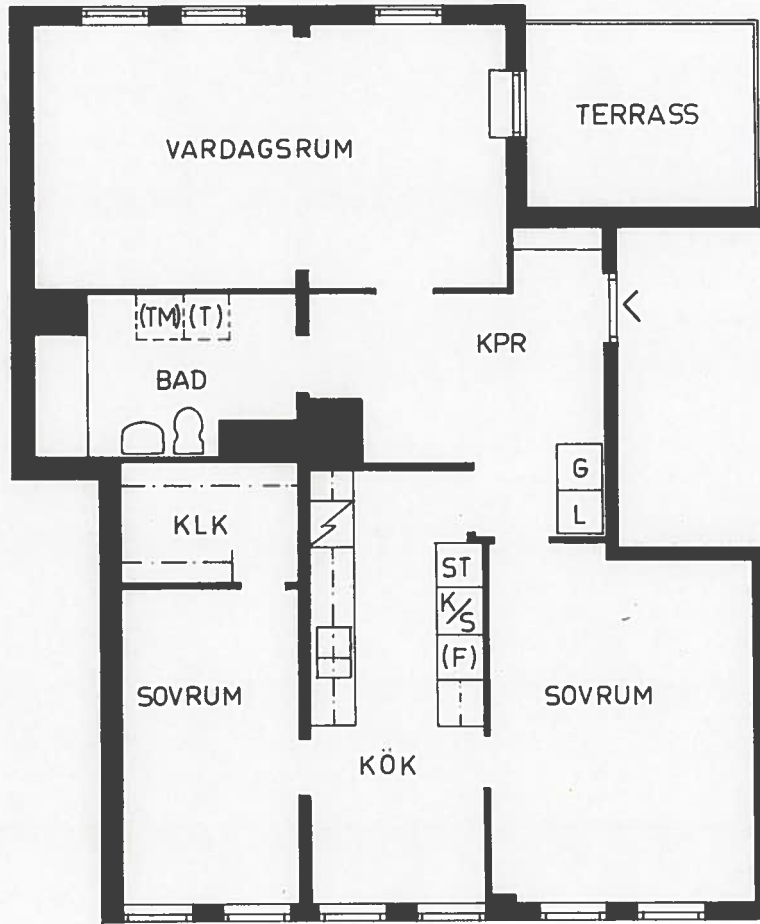 TERRASS
VARDAGSRUM
(TM) (T)
KPR
BAD
G
L
KLK
ST
K/S
(F)
SOVRUM
SOVRUM
KÖK